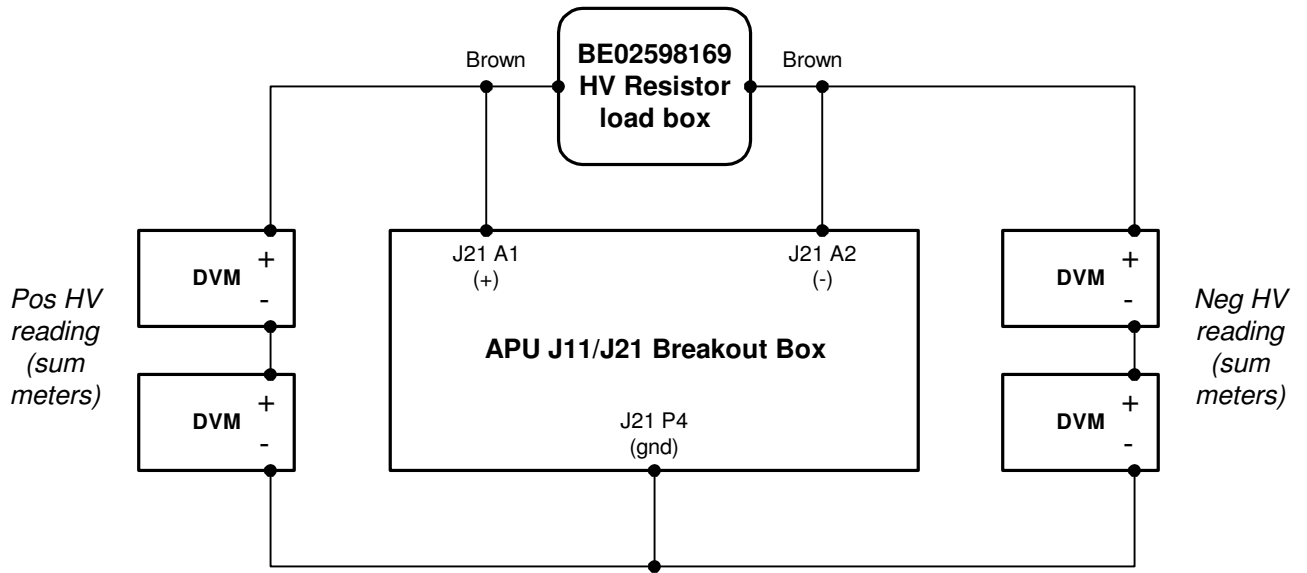 BE02598169
HV Resistor
load box
Brown
Brown
J21 A1
(+)
J21 A2
(-)
APU J11/J21 Breakout Box
J21 P4
(gnd)
Pos HV
reading
(sum
meters)
DVM
+
-
DVM
+
-
DVM
+
-
DVM
+
-
Neg HV
reading
(sum
meters)